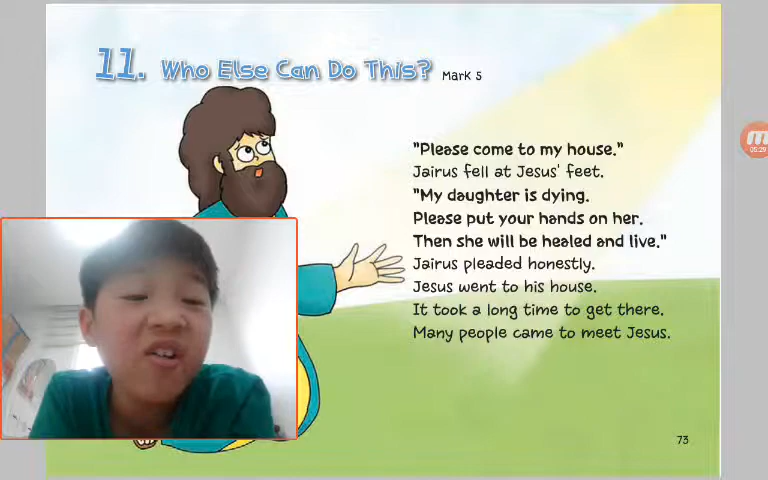 11. Who Else Can Do This? Mark 5
"Please come to my house."
Jairus fell at Jesus' feet.
"My daughter is dying.
Please put your hands on her.
Then she will be healed and live."
Jairus pleaded honestly.
Jesus went to his house.
It took a long time to get there.
Many people came to meet Jesus.
73
05:29